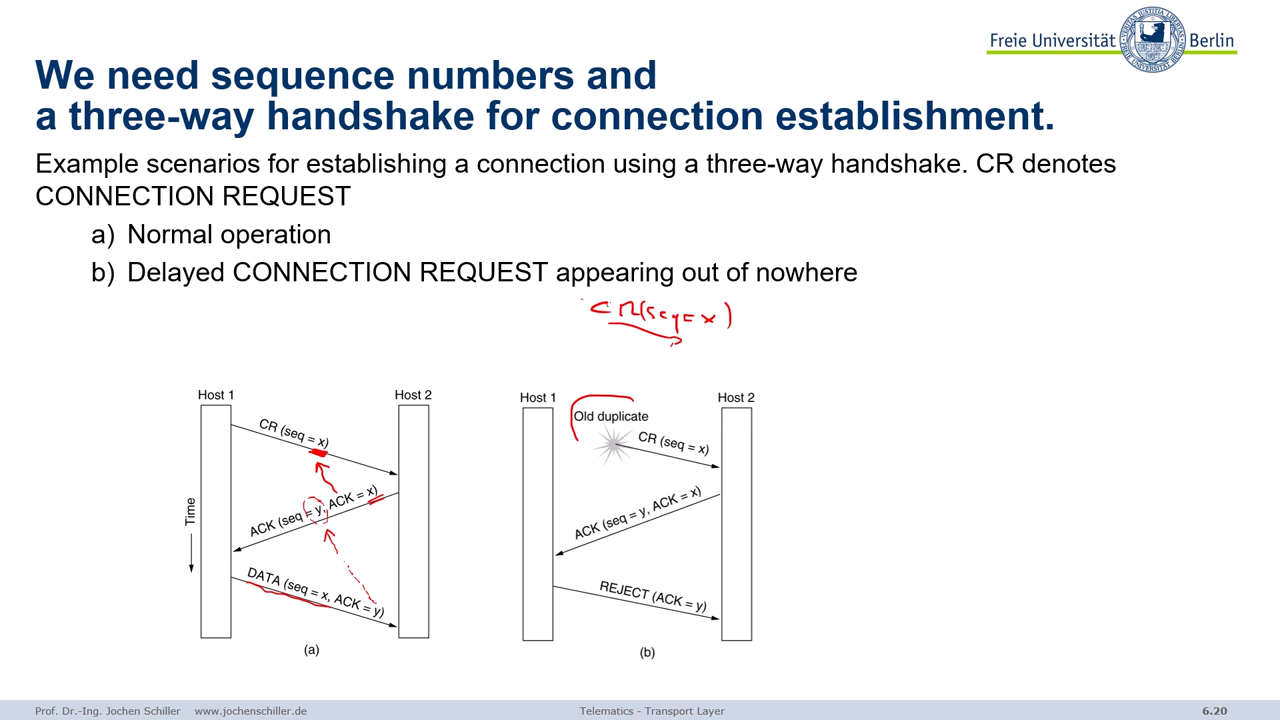 Freie Universität Berlin
We need sequence numbers and
a three-way handshake for connection establishment.
Example scenarios for establishing a connection using a three-way handshake. CR denotes
CONNECTION REQUEST
a) Normal operation
b) Delayed CONNECTION REQUEST appearing out of nowhere
CR(seq = x)
Host 1
Host 2
CR (seq = x)
ACK (seq = y, ACK = x)
DATA (seq = x, ACK = y)
Time
(a)
Host 1
Host 2
Old duplicate
CR (seq = x)
ACK (seq = y, ACK = x)
REJECT (ACK = y)
(b)
Prof. Dr.-Ing. Jochen Schiller www.jochenschiller.de
Telematics - Transport Layer
6.20